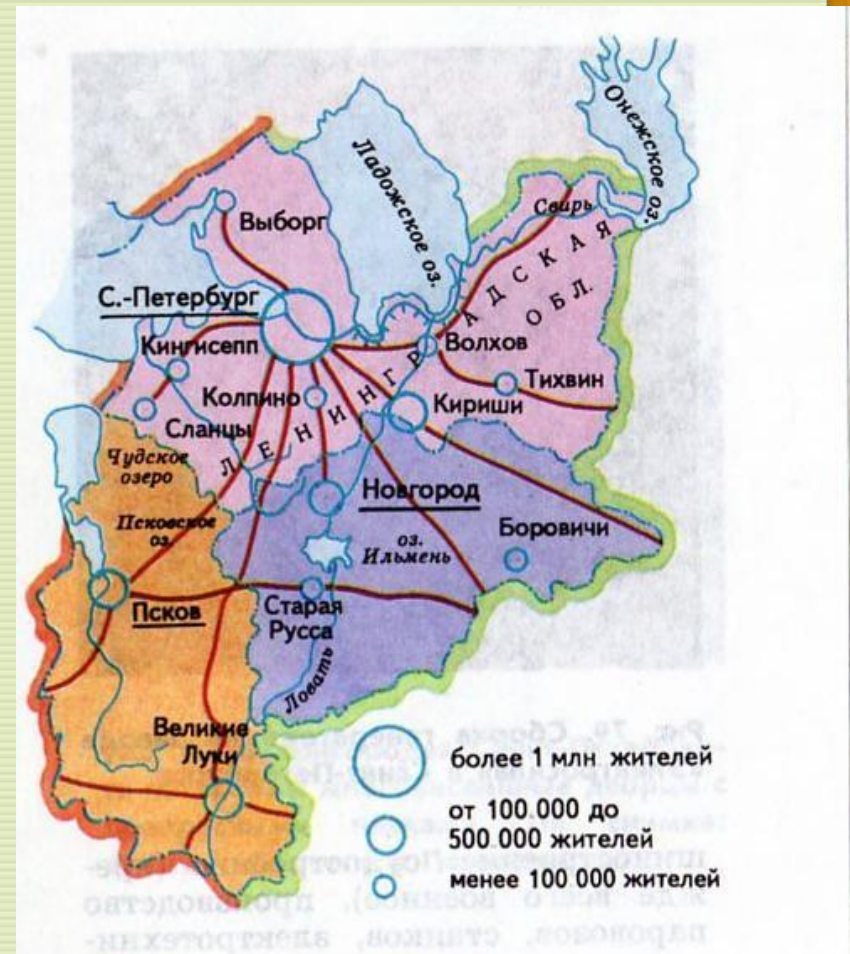 Онежское оз.
Ладожское оз.
Свирь
Выборг
ЛЕНИНГРАДСКАЯ
ОБЛ.
С.-Петербург
Кингисепп
Волхов
Тихвин
Колпино
Кириши
Сланцы
Чудское
озеро
Новгород
Псковское
оз.
Боровичи
оз.
Ильмень
Псков
Старая
Русса
Ловать
Великие
Луки
более 1 млн жителей
от 100.000 до
500.000 жителей
менее 100 000 жителей